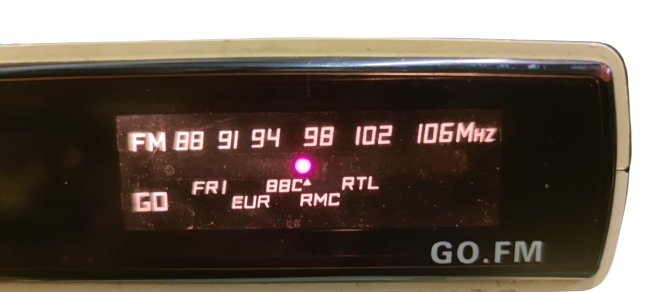 FM 88 91 94 98 102 106MHz
FRI BBC RTL
GO EUR RMC
GO.FM